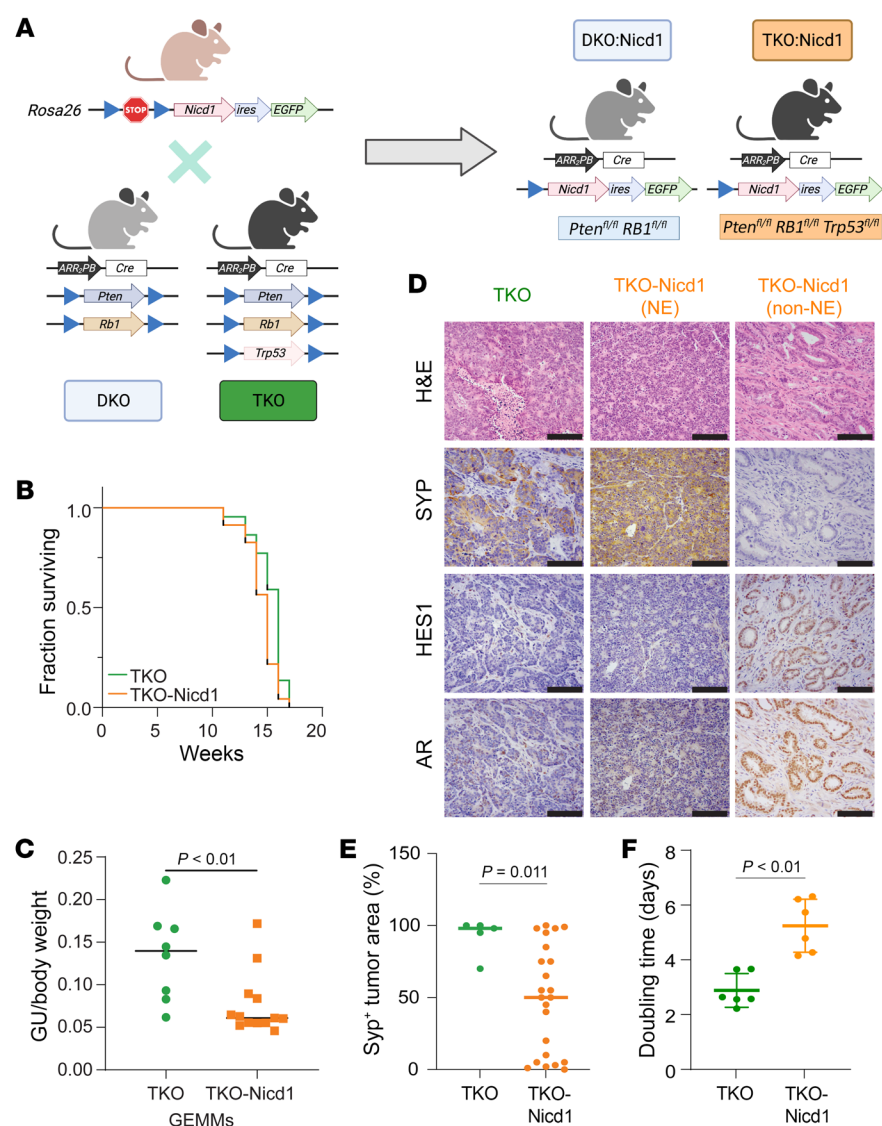 A
Rosa26
STOP
Nicd1
ires
EGFP
ARR2PB
Cre
Pten
Rb1
DKO
ARR2PB
Cre
Pten
Rb1
Trp53
TKO
DKO:Nicd1
ARR2PB
Cre
Nicd1
ires
EGFP
Ptenfl/fl RB1fl/fl
TKO:Nicd1
ARR2PB
Cre
Nicd1
ires
EGFP
Ptenfl/fl RB1fl/fl Trp53fl/fl
B
Fraction surviving
1.0
0.5
0.0
TKO
TKO-Nicd1
0 5 10 15 20
Weeks
C
GU/body weight
0.25
0.20
0.15
0.10
0.05
0.00
P < 0.01
TKO TKO-Nicd1
GEMMs
D
TKO
TKO-Nicd1
(NE)
TKO-Nicd1
(non-NE)
H&E
SYP
HES1
AR
E
Syp+ tumor area (%)
150
100
50
0
P = 0.011
TKO
TKO-
Nicd1
F
Doubling time (days)
8
6
4
2
0
P < 0.01
TKO
TKO-
Nicd1